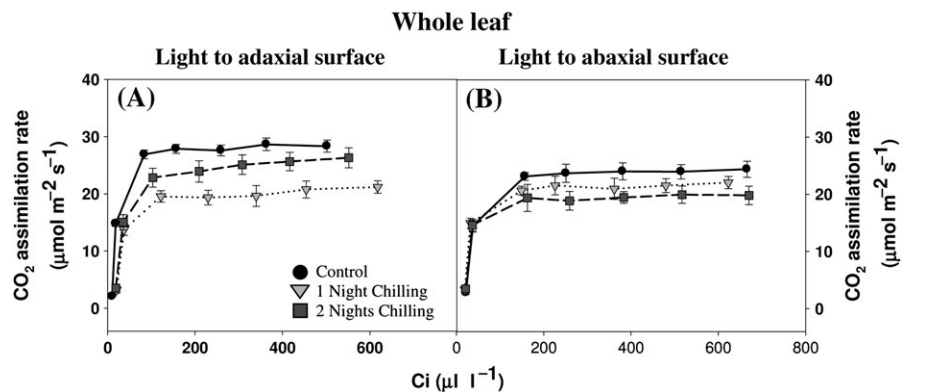 Whole leaf
Light to adaxial surface
Light to abaxial surface
CO2 assimilation rate
(μmol m−2 s−1)
40
30
20
10
0
(A)
Control
1 Night Chilling
2 Nights Chilling
0
200
400
600
(B)
0
200
400
600
800
40
30
20
10
0
CO2 assimilation rate
(μmol m−2 s−1)
Ci (μl l−1)